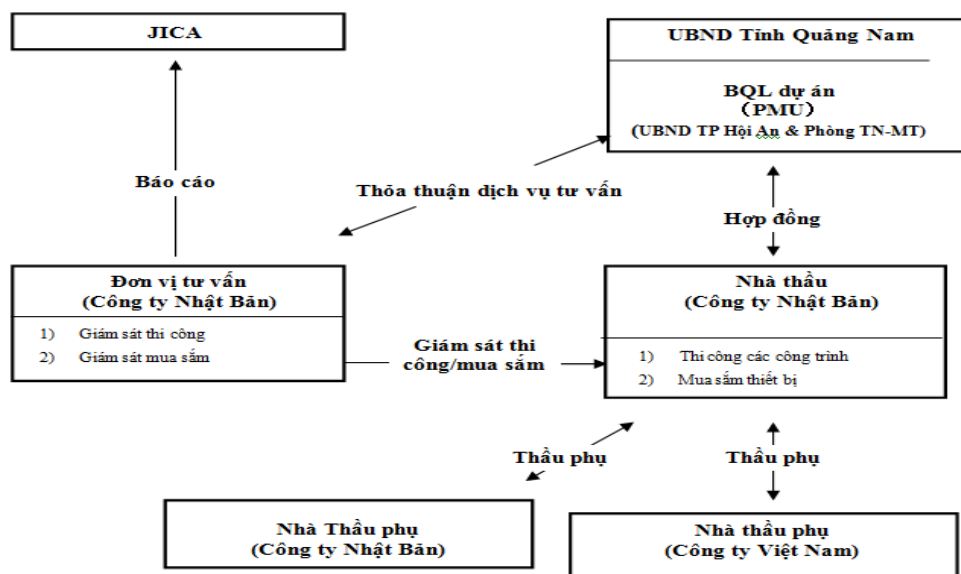 JICA
UBND Tỉnh Quảng Nam
BQL dự án
(PMU)
(UBND TP Hội An & Phòng TN-MT)
Báo cáo
Thỏa thuận dịch vụ tư vấn
Hợp đồng
Đơn vị tư vấn
(Công ty Nhật Bản)
1) Giám sát thi công
2) Giám sát mua sắm
Giám sát thi
công/mua sắm
Nhà thầu
(Công ty Nhật Bản)
1) Thi công các công trình
2) Mua sắm thiết bị
Thầu phụ
Thầu phụ
Nhà Thầu phụ
(Công ty Nhật Bản)
Nhà thầu phụ
(Công ty Việt Nam)